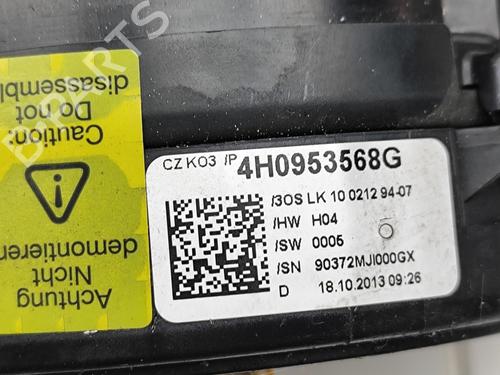 Caution:
Do not
disassembl
Achtung
Nicht
demontieren
CZ K03 /P 4H0953568G
/3OS LK 10 0212 94-07
/HW H04
/SW 0005
/SN 90372MJI000GX
D 18.10.2013 09:26